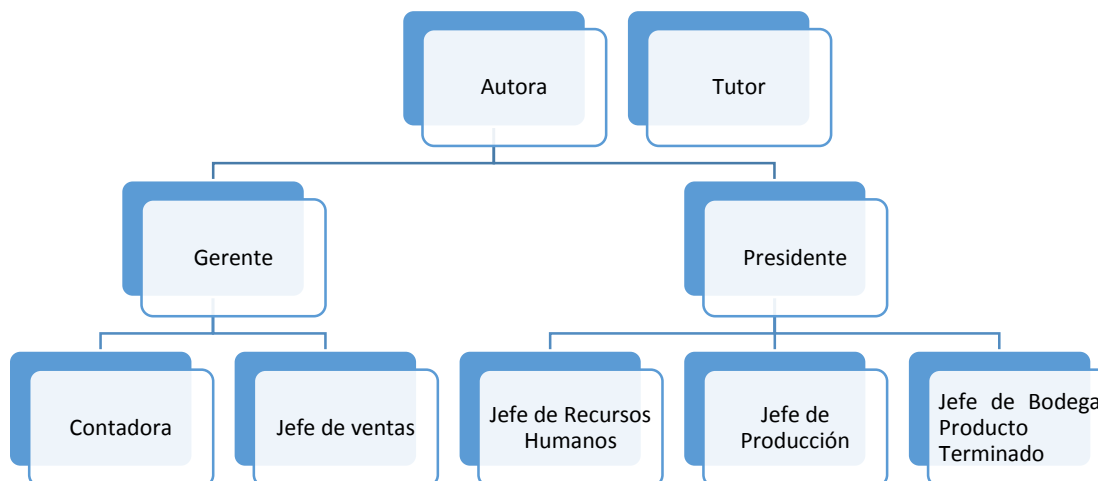 Autora
Tutor
Gerente
Presidente
Contadora
Jefe de ventas
Jefe de Recursos
Humanos
Jefe de
Producción
Jefe de Bodega
Producto
Terminado